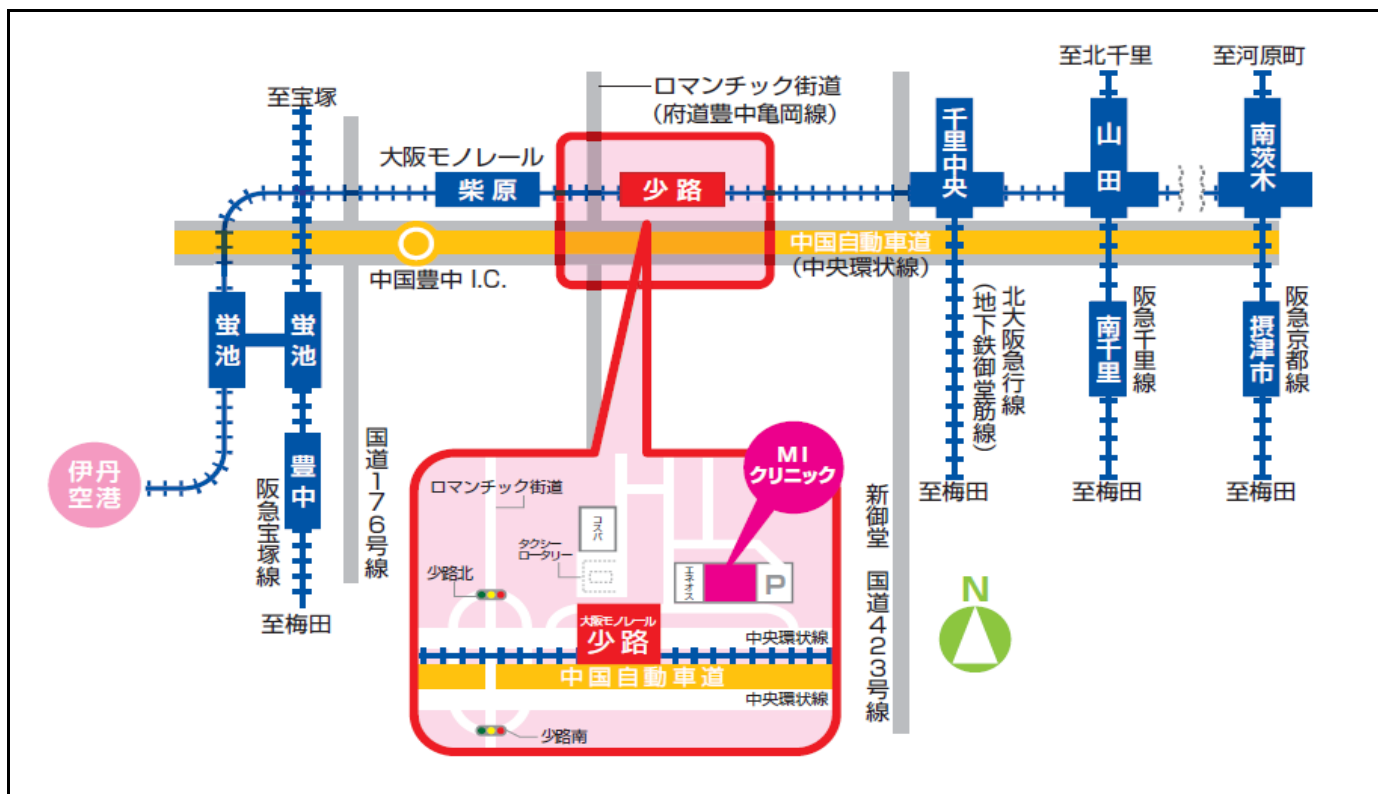 至宝塚
大阪モノレール
柴原
ロマンチック街道
(府道豊中亀岡線)
少路
千里中央
至北千里
山田
至河原町
南茨木
中国自動車道
(中央環状線)
中国豊中 I.C.
蛍池
蛍池
伊丹
空港
豊中
阪急宝塚線
至梅田
国道176号線
北大阪急行線
(地下鉄御堂筋線)
至梅田
南千里
阪急千里線
至梅田
摂津市
阪急京都線
至梅田
新御堂 国道423号線
N
MI
クリニック
ロマンチック街道
コスパ
タクシー
ロータリー
少路北
エネオス
P
大阪モノレール
少路
中央環状線
中国自動車道
中央環状線
少路南